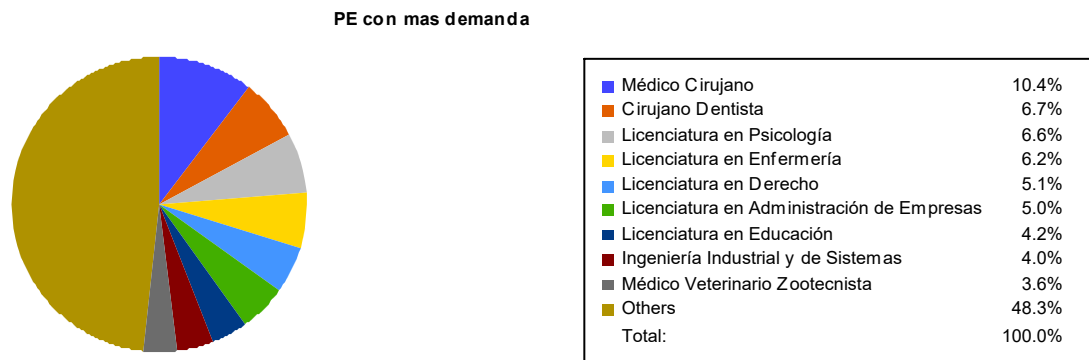 PE con mas demanda
Médico Cirujano 10.4%
Cirujano Dentista 6.7%
Licenciatura en Psicología 6.6%
Licenciatura en Enfermería 6.2%
Licenciatura en Derecho 5.1%
Licenciatura en Administración de Empresas 5.0%
Licenciatura en Educación 4.2%
Ingeniería Industrial y de Sistemas 4.0%
Médico Veterinario Zootecnista 3.6%
Others 48.3%
Total: 100.0%